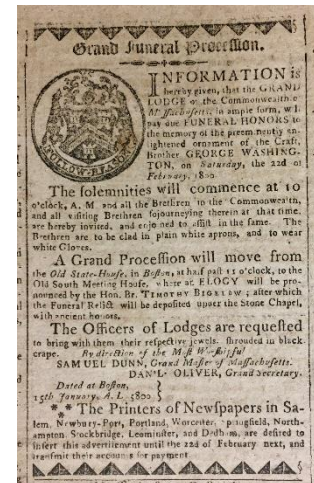 Grand Funeral Procession.
INFORMATION is
hereby given, that the GRAND
LODGE of the Commonwealth of
Massachusetts, in ample form, will
pay due FUNERAL HONORS to
the memory of the preeminently en-
lightened ornament of the Craft,
Brother GEORGE WASHING-
TON, on Saturday, the 22d of
February, 1800
FOLLOW REASON
The solemnities will commence at 10
o'clock, A. M. and all the Brethren in the Commonwealth,
and all visiting Brethren sojourneying therein at that time,
are hereby invited, and enjoined to assist in the same. The
Brethren are to be clad in plain white aprons, and to wear
white Gloves.
A Grand Procession will move from
the Old State-House, in Boston, at half past 11 o'clock, to the
Old South Meeting House, where an ELOGY will be pro-
nounced by the Hon. Br. TIMOTHY BIGELOW; after which
the Funeral Relick will be deposited under the Stone Chapel,
with ancient honors.
The Officers of Lodges are requested
to bring with them their respective jewels, shrouded in black
crape. By direction of the Most Worshipful
SAMUEL DUNN, Grand Master of Massachusetts.
DANL. OLIVER, Grand Secretary.
Dated at Boston,
15th January, A. L. 5800
*** The Printers of Newspapers in Sa-
lem, Newbury-Port, Portland, Worcester, Springfield, North-
ampton, Stockbridge, Leominster, and Dedham, are desired to
insert this advertisement until the 22d of February next, and
transmit their accounts for payment